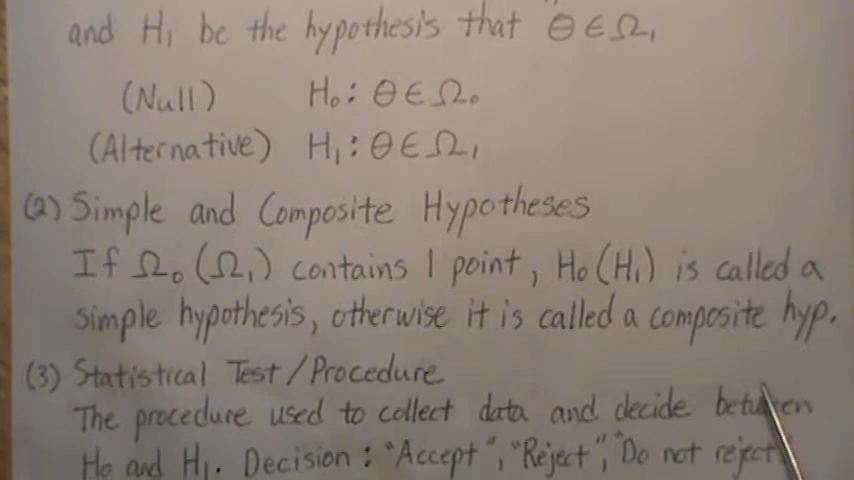 and H₁ be the hypothesis that θ ∈ Ω₁
(Null) H₀ : θ ∈ Ω₀
(Alternative) H₁ : θ ∈ Ω₁
(2) Simple and Composite Hypotheses
If Ω₀ (Ω₁) contains 1 point, H₀ (H₁) is called a
simple hypothesis, otherwise it is called a composite hyp.
(3) Statistical Test/Procedure
The procedure used to collect data and decide between
H₀ and H₁. Decision : "Accept", "Reject", "Do not reject